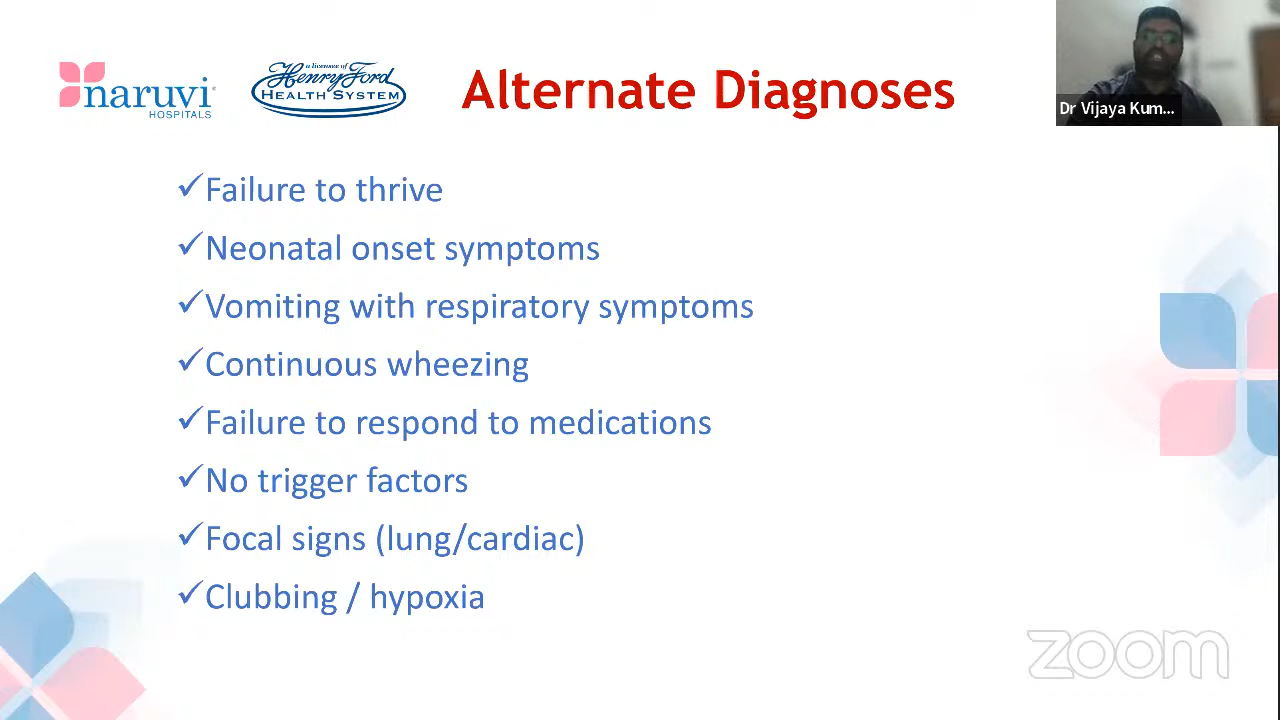 naruvi
HOSPITALS
a licensee of
Henry Ford
HEALTH SYSTEM
Alternate Diagnoses
Dr Vijaya Kum...
✓Failure to thrive
✓Neonatal onset symptoms
✓Vomiting with respiratory symptoms
✓Continuous wheezing
✓Failure to respond to medications
✓No trigger factors
✓Focal signs (lung/cardiac)
✓Clubbing / hypoxia
zoom